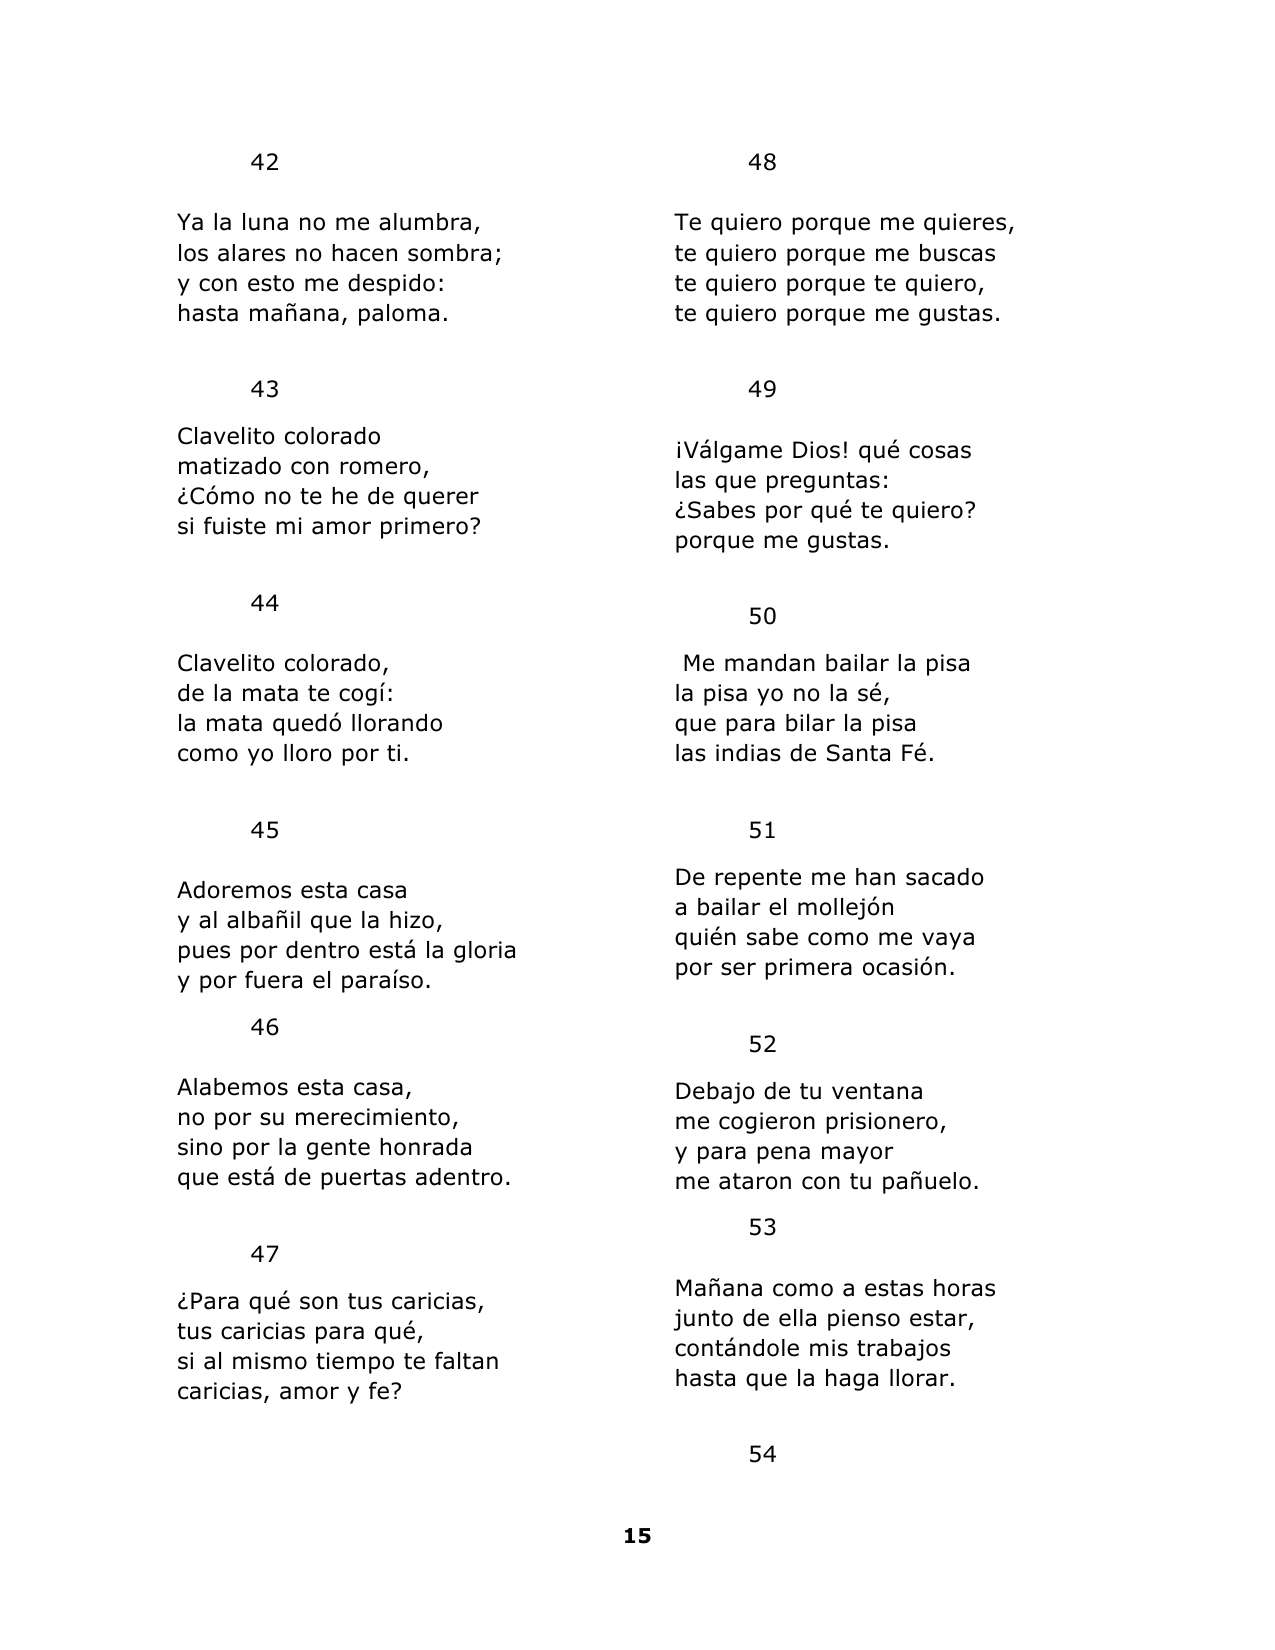 42
Ya la luna no me alumbra,
los alares no hacen sombra;
y con esto me despido:
hasta mañana, paloma.
43
Clavelito colorado
matizado con romero,
¿Cómo no te he de querer
si fuiste mi amor primero?
44
Clavelito colorado,
de la mata te cogí:
la mata quedó llorando
como yo lloro por ti.
45
Adoremos esta casa
y al albañil que la hizo,
pues por dentro está la gloria
y por fuera el paraíso.
46
Alabemos esta casa,
no por su merecimiento,
sino por la gente honrada
que está de puertas adentro.
47
¿Para qué son tus caricias,
tus caricias para qué,
si al mismo tiempo te faltan
caricias, amor y fe?
48
Te quiero porque me quieres,
te quiero porque me buscas
te quiero porque te quiero,
te quiero porque me gustas.
49
¡Válgame Dios! qué cosas
las que preguntas:
¿Sabes por qué te quiero?
porque me gustas.
50
Me mandan bailar la pisa
la pisa yo no la sé,
que para bilar la pisa
las indias de Santa Fé.
51
De repente me han sacado
a bailar el mollejón
quién sabe como me vaya
por ser primera ocasión.
52
Debajo de tu ventana
me cogieron prisionero,
y para pena mayor
me ataron con tu pañuelo.
53
Mañana como a estas horas
junto de ella pienso estar,
contándole mis trabajos
hasta que la haga llorar.
54
15